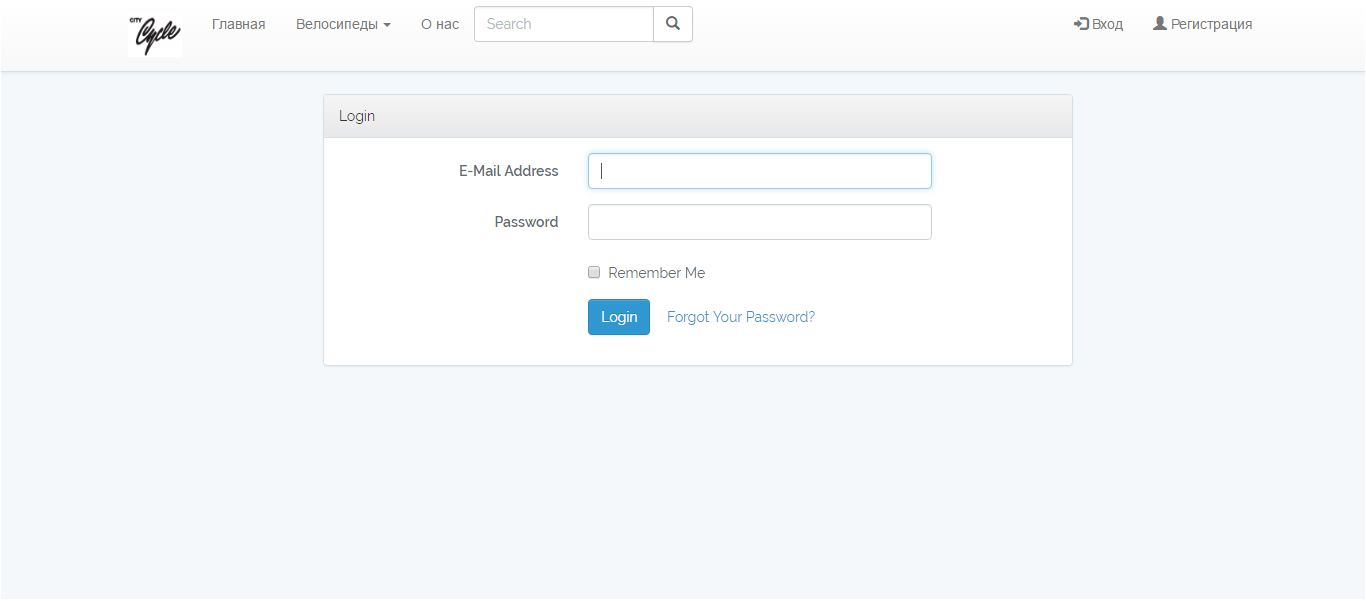 CITY
Cycle
Главная Велосипеды О нас Search Вход Регистрация
Login
E-Mail Address
Password
Remember Me
Login Forgot Your Password?